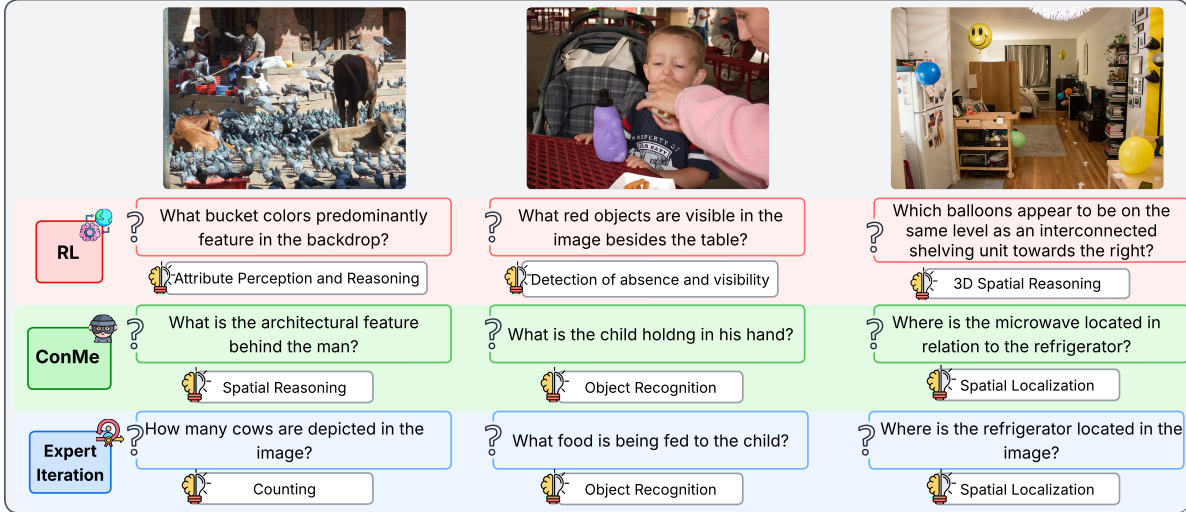 PROPERTY OF
OLD NAVY
RL
What bucket colors predominantly
feature in the backdrop?
Attribute Perception and Reasoning
What red objects are visible in the
image besides the table?
Detection of absence and visibility
Which balloons appear to be on the
same level as an interconnected
shelving unit towards the right?
3D Spatial Reasoning
ConMe
What is the architectural feature
behind the man?
Spatial Reasoning
What is the child holdng in his hand?
Object Recognition
Where is the microwave located in
relation to the refrigerator?
Spatial Localization
Expert
Iteration
How many cows are depicted in the
image?
Counting
What food is being fed to the child?
Object Recognition
Where is the refrigerator located in the
image?
Spatial Localization